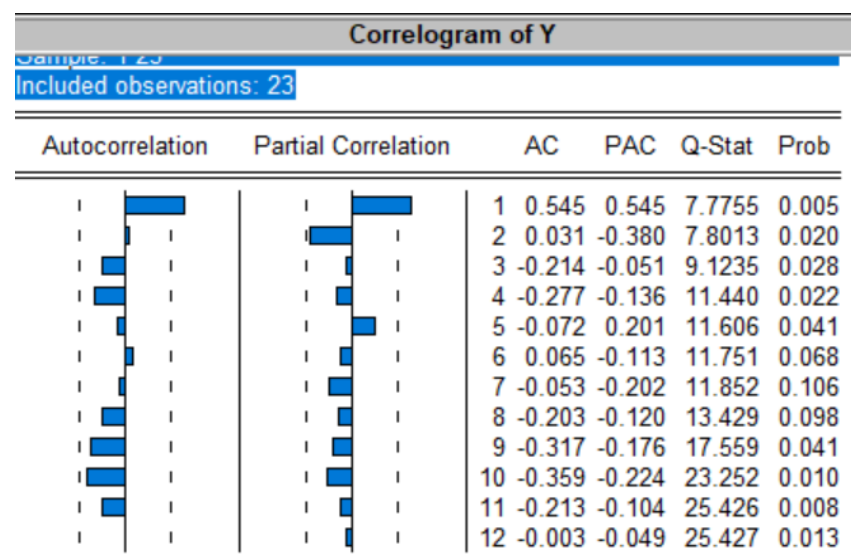 Correlogram of Y
Sample: 1 23
Included observations: 23
Autocorrelation Partial Correlation AC PAC Q-Stat Prob
1 0.545 0.545 7.7755 0.005
2 0.031 -0.380 7.8013 0.020
3 -0.214 -0.051 9.1235 0.028
4 -0.277 -0.136 11.440 0.022
5 -0.072 0.201 11.606 0.041
6 0.065 -0.113 11.751 0.068
7 -0.053 -0.202 11.852 0.106
8 -0.203 -0.120 13.429 0.098
9 -0.317 -0.176 17.559 0.041
10 -0.359 -0.224 23.252 0.010
11 -0.213 -0.104 25.426 0.008
12 -0.003 -0.049 25.427 0.013